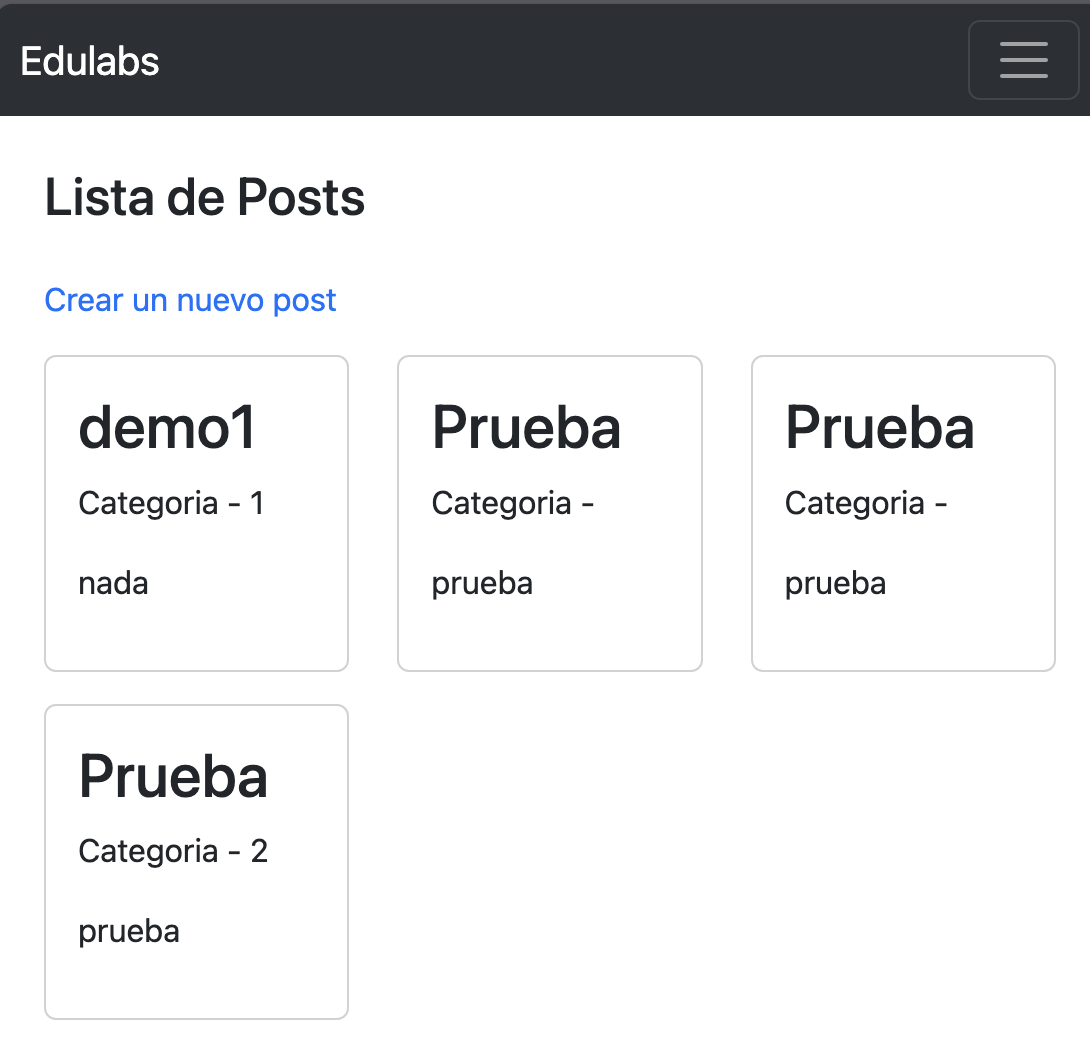 Edulabs
Lista de Posts
Crear un nuevo post
demo1
Categoria - 1
nada
Prueba
Categoria -
prueba
Prueba
Categoria -
prueba
Prueba
Categoria - 2
prueba